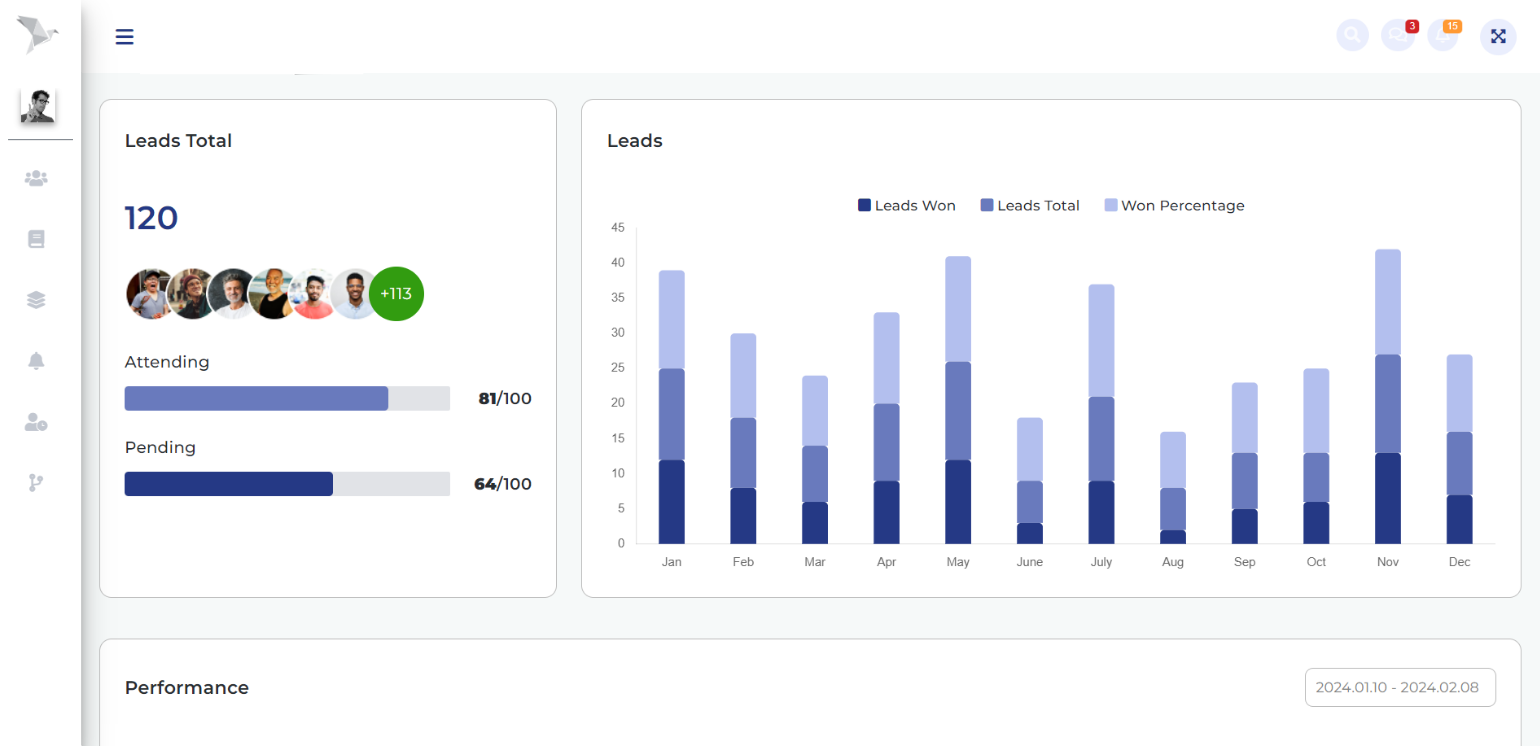 3
15
Leads Total
120
+113
Attending
81/100
Pending
64/100
Leads
Leads Won
Leads Total
Won Percentage
45
40
35
30
25
20
15
10
5
0
Jan Feb Mar Apr May June July Aug Sep Oct Nov Dec
Performance
2024.01.10 - 2024.02.08